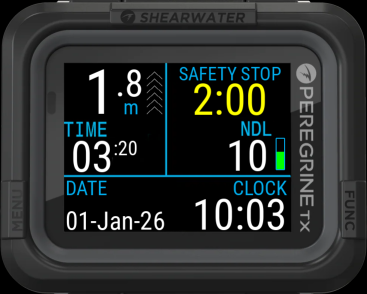 SHEARWATER
1.8 m
SAFETY STOP
2:00
TIME
03:20
NDL
10
DATE
01-Jan-26
CLOCK
10:03
PEREGRINE TX
MENU
FUNC